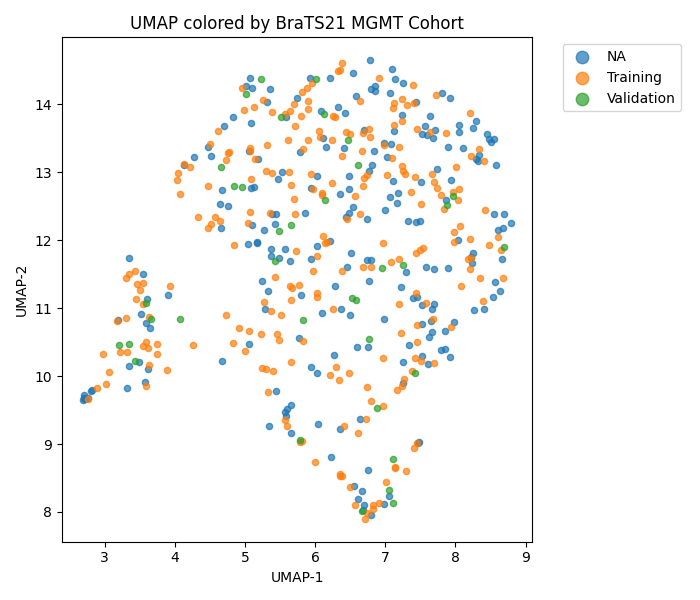 UMAP colored by BraTS21 MGMT Cohort
NA
Training
Validation
UMAP-2
14
13
12
11
10
9
8
3 4 5 6 7 8 9
UMAP-1